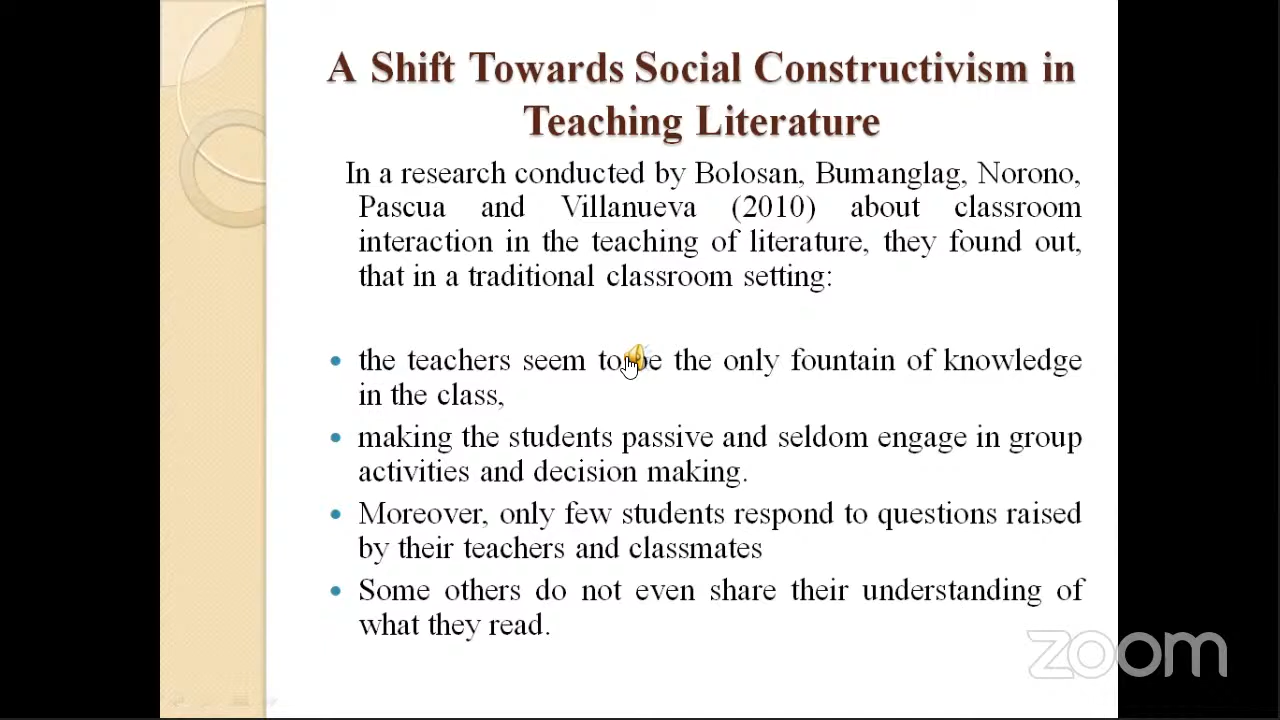 A Shift Towards Social Constructivism in
Teaching Literature
In a research conducted by Bolosan, Bumanglag, Norono,
Pascua and Villanueva (2010) about classroom
interaction in the teaching of literature, they found out,
that in a traditional classroom setting:
• the teachers seem to be the only fountain of knowledge
in the class,
• making the students passive and seldom engage in group
activities and decision making.
• Moreover, only few students respond to questions raised
by their teachers and classmates
• Some others do not even share their understanding of
what they read.
zoom